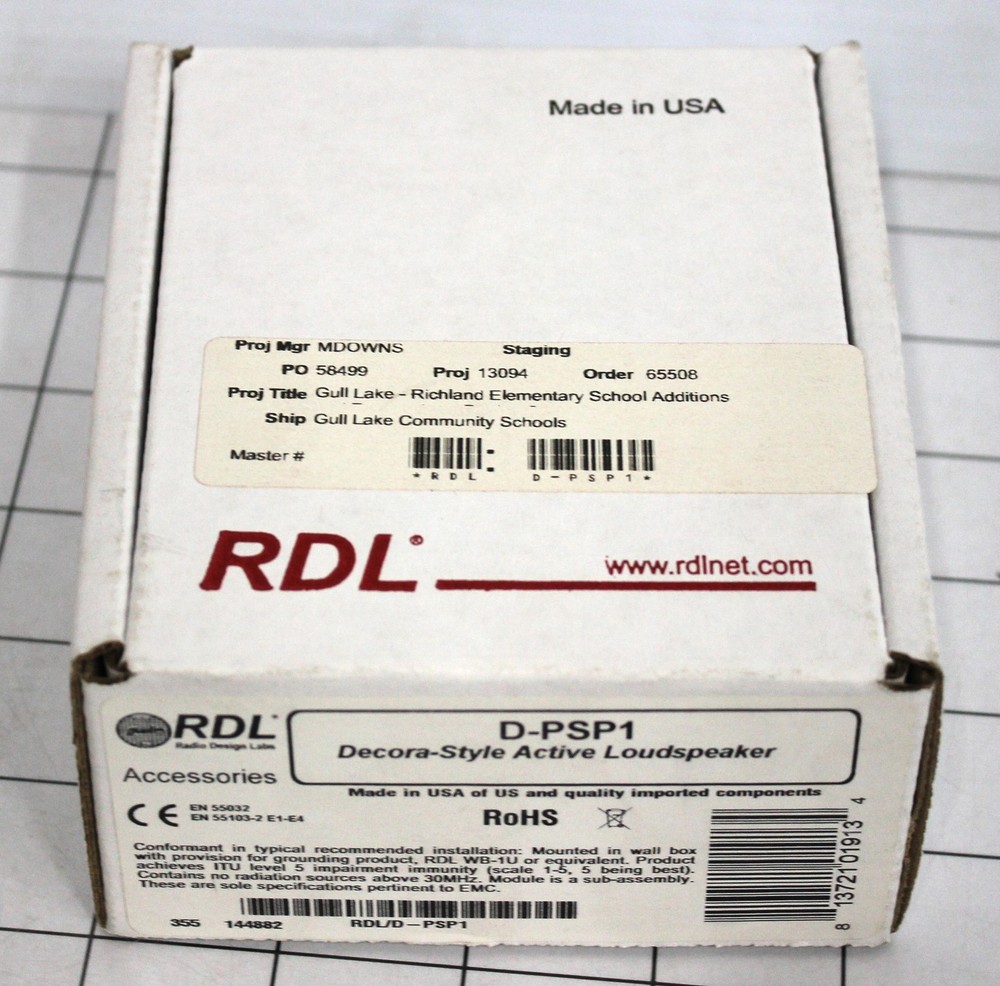 Made in USA
Proj Mgr MDOWNS Staging
PO 58499 Proj 13094 Order 65508
Proj Title Gull Lake - Richland Elementary School Additions
Ship Gull Lake Community Schools
Master #
*RDL D-PSP1*
RDL®
www.rdlnet.com
RDL
Radio Design Labs
Accessories
D-PSP1
Decora-Style Active Loudspeaker
Made in USA of US and quality imported components
CE EN 55032
EN 55103-2 E1-E4
RoHS
Conformant in typical recommended installation: Mounted in wall box
with provision for grounding product, RDL WB-1U or equivalent. Product
achieves ITU level 5 impairment immunity (scale 1-5, 5 being best).
Contains no radiation sources above 30MHz. Module is a sub-assembly.
These are sole specifications pertinent to EMC.
355 144882 RDL/D-PSP1
8 13721 01913 4